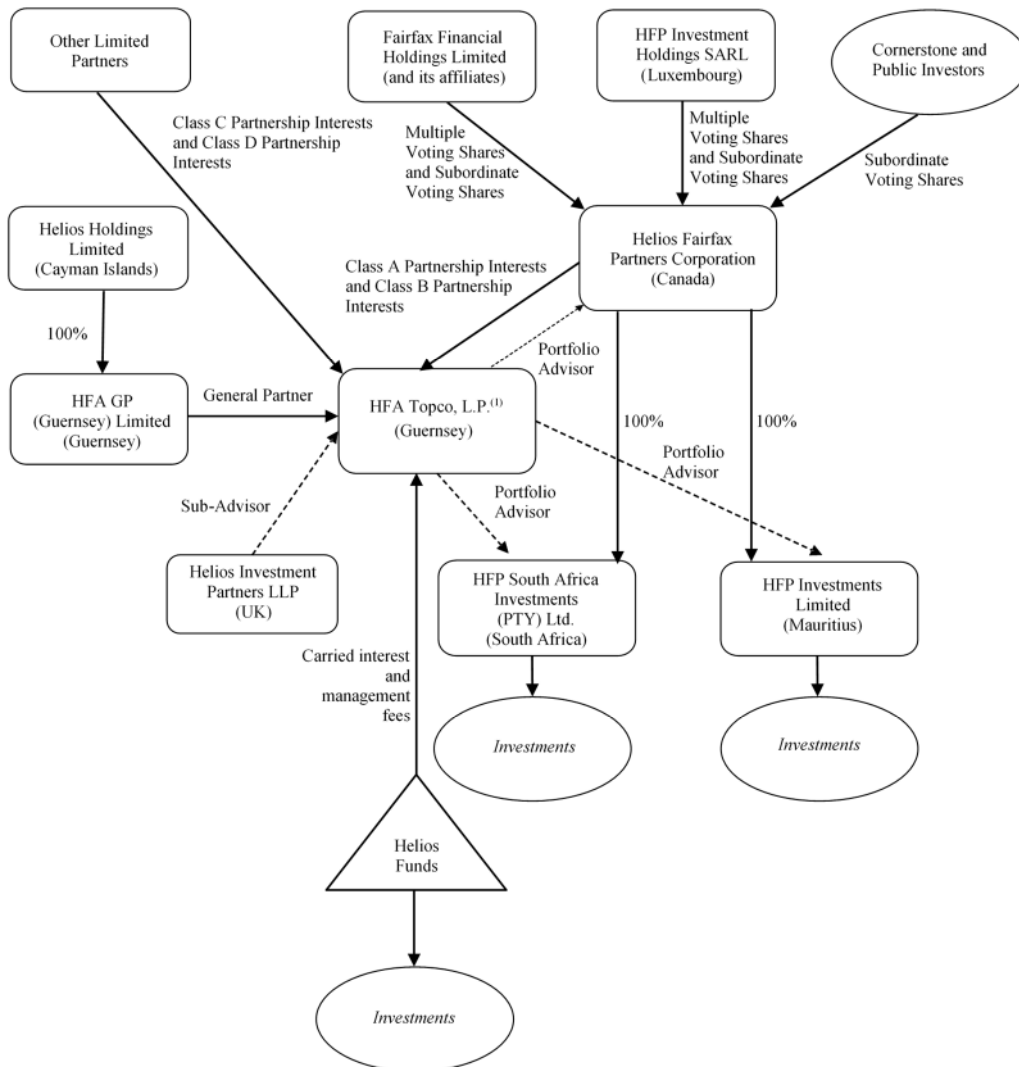 Other Limited
Partners
Fairfax Financial
Holdings Limited
(and its affiliates)
HFP Investment
Holdings SARL
(Luxembourg)
Cornerstone and
Public Investors
Class C Partnership Interests
and Class D Partnership
Interests
Multiple
Voting Shares
and Subordinate
Voting Shares
Multiple
Voting Shares
and Subordinate
Voting Shares
Subordinate
Voting Shares
Helios Holdings
Limited
(Cayman Islands)
Helios Fairfax
Partners Corporation
(Canada)
Class A Partnership Interests
and Class B Partnership
Interests
100%
Portfolio
Advisor
HFA GP
(Guernsey) Limited
(Guernsey)
General Partner
HFA Topco, L.P.(1)
(Guernsey)
100%
100%
Portfolio
Advisor
Sub-Advisor
Portfolio
Advisor
Helios Investment
Partners LLP
(UK)
HFP South Africa
Investments
(PTY) Ltd.
(South Africa)
HFP Investments
Limited
(Mauritius)
Carried interest
and
management
fees
Investments
Investments
Helios
Funds
Investments